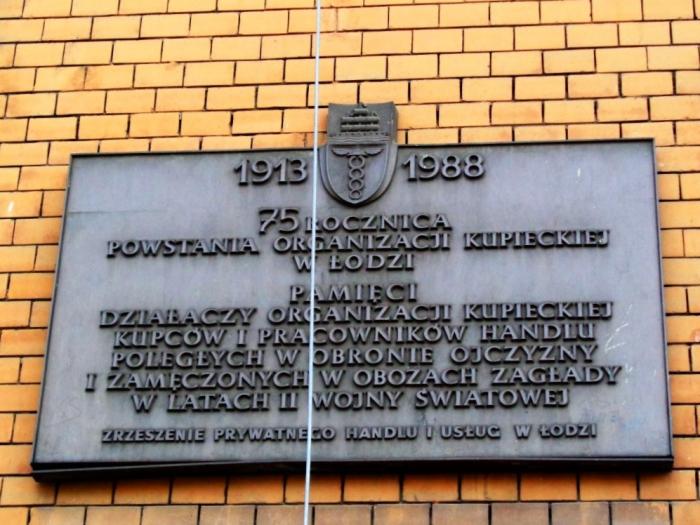 1913 1988
75 ROCZNICA
POWSTANIA ORGANIZACJI KUPIECKIEJ
W ŁODZI
PAMIĘCI
DZIAŁACZY ORGANIZACJI KUPIECKIEJ
KUPCÓW I PRACOWNIKÓW HANDLU
POLEGŁYCH W OBRONIE OJCZYZNY
I ZAMĘCZONYCH W OBOZACH ZAGŁADY
W LATACH II WOJNY ŚWIATOWEJ
ZRZESZENIE PRYWATNEGO HANDLU I USŁUG W ŁODZI